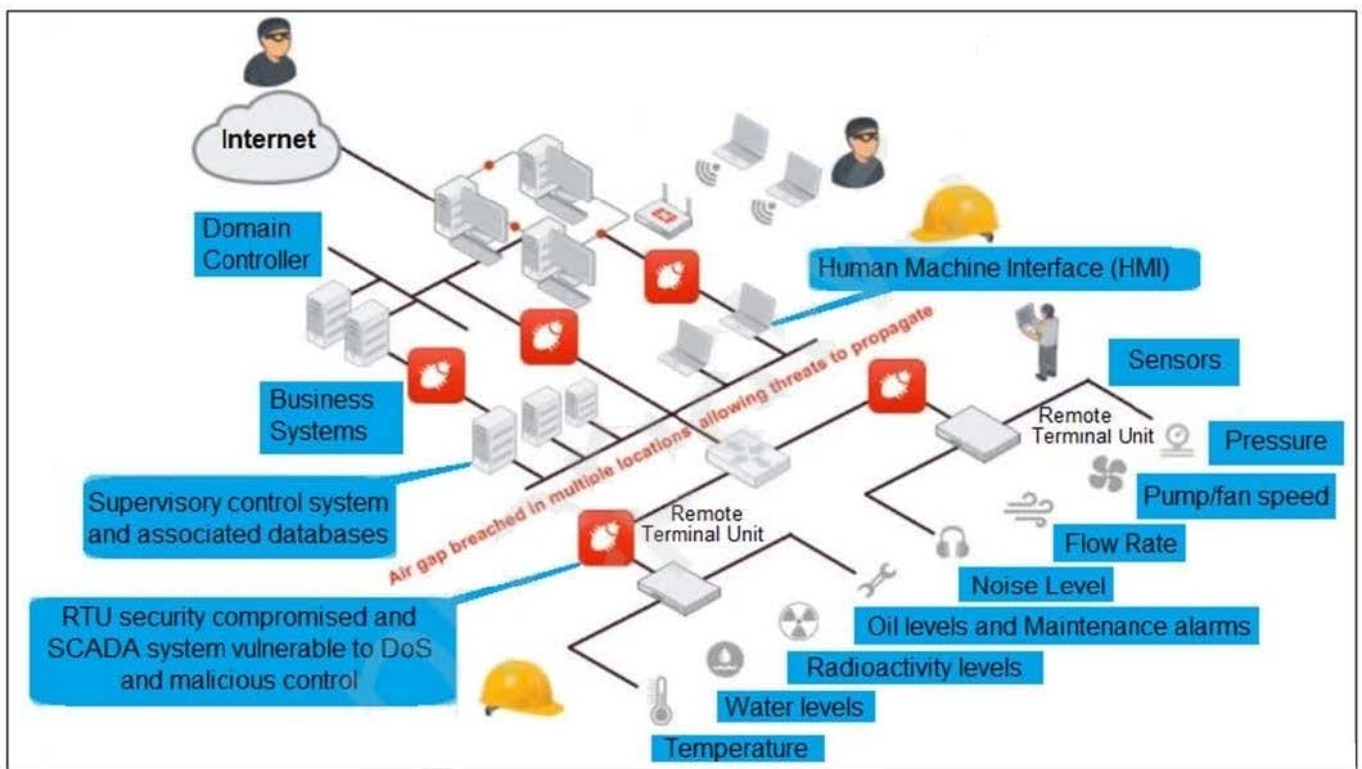 Internet
Domain
Controller
Human Machine Interface (HMI)
Air gap breached in multiple locations allowing threats to propagate
Sensors
Business
Systems
Remote
Terminal Unit
Pressure
Pump/fan speed
Supervisory control system
and associated databases
Remote
Terminal Unit
Flow Rate
Noise Level
RTU security compromised and
SCADA system vulnerable to DoS
and malicious control
Oil levels and Maintenance alarms
Radioactivity levels
Water levels
Temperature